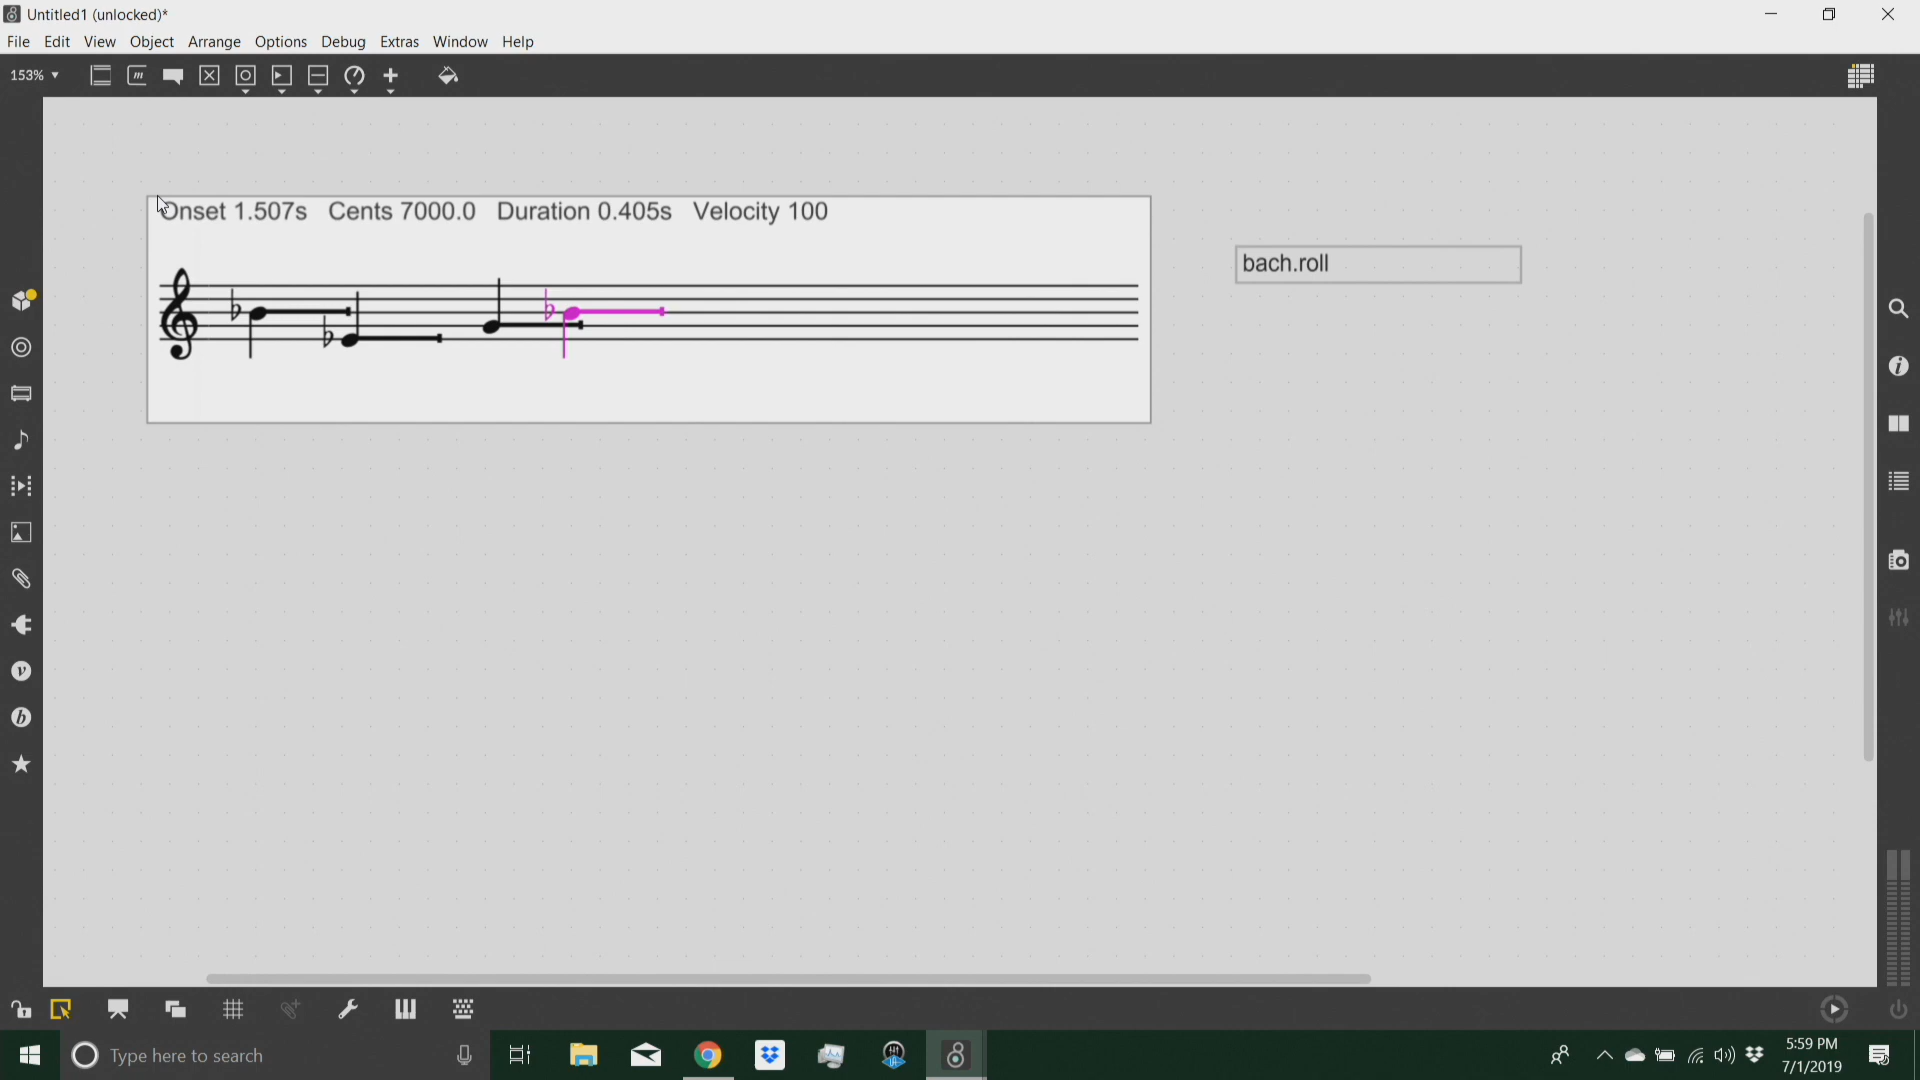 Untitled1 (unlocked)*
File Edit View Object Arrange Options Debug Extras Window Help
153%
Onset 1.507s Cents 7000.0 Duration 0.405s Velocity 100
bach.roll
Type here to search
5:59 PM
7/1/2019